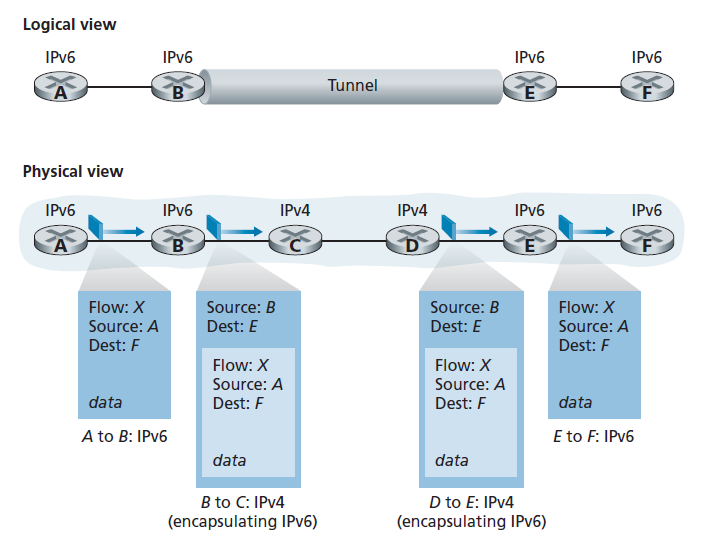 Logical view
IPv6 IPv6 IPv6 IPv6
A B Tunnel E F
Physical view
IPv6 IPv6 IPv4 IPv4 IPv6 IPv6
A B C D E F
Flow: X
Source: A
Dest: F
data
A to B: IPv6
Source: B
Dest: E
Flow: X
Source: A
Dest: F
data
B to C: IPv4
(encapsulating IPv6)
Source: B
Dest: E
Flow: X
Source: A
Dest: F
data
D to E: IPv4
(encapsulating IPv6)
Flow: X
Source: A
Dest: F
data
E to F: IPv6